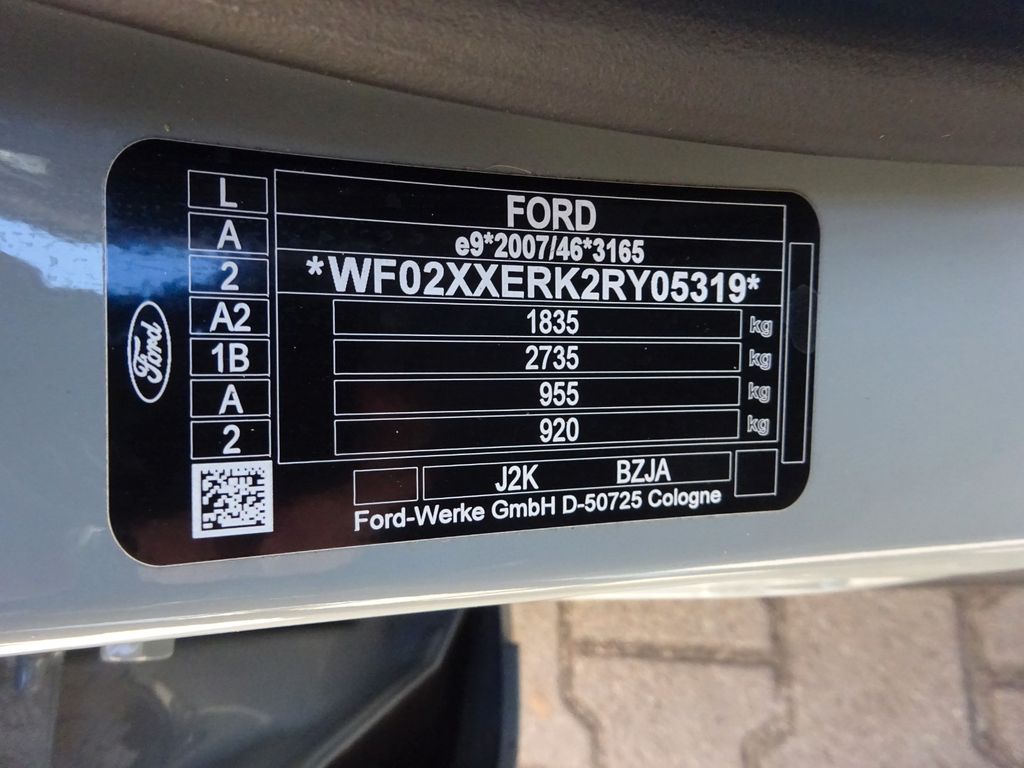 L
A
2
A2
1B
A
2
Ford
FORD
e9*2007/46*3165
*WF02XXERK2RY05319*
1835 kg
2735 kg
955 kg
920 kg
J2K BZJA
Ford-Werke GmbH D-50725 Cologne